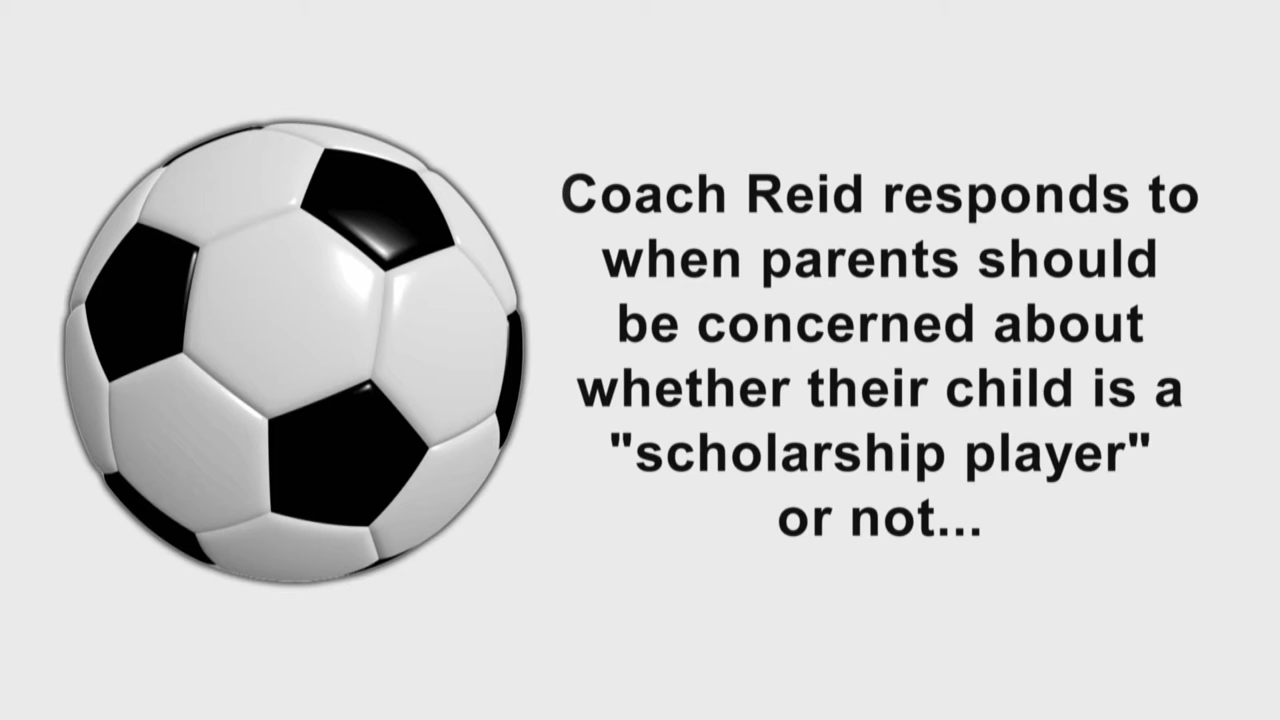 Coach Reid responds to
when parents should
be concerned about
whether their child is a
"scholarship player"
or not...